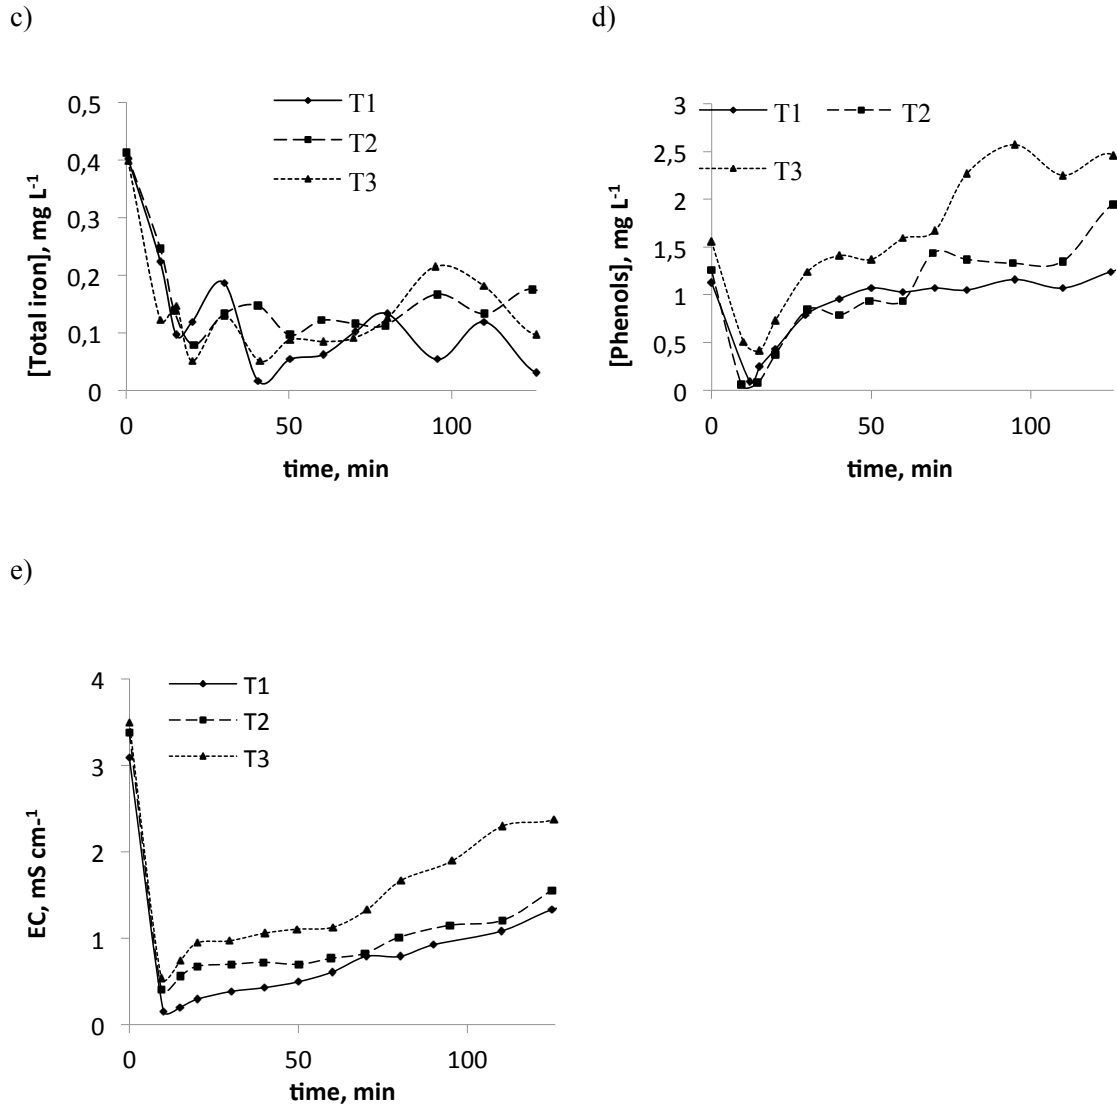 c)
[Total iron], mg L-1
0,5
0,4
0,3
0,2
0,1
0
T1
T2
T3
0 50 100
time, min
d)
[Phenols], mg L-1
3
2,5
2
1,5
1
0,5
0
T1 T2
T3
0 50 100
time, min
e)
EC, mS cm-1
4
3
2
1
0
T1
T2
T3
0 50 100
time, min